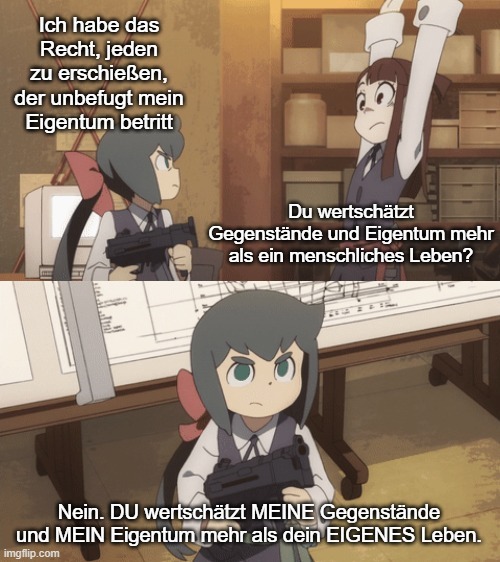 Ich habe das
Recht, jeden
zu erschießen,
der unbefugt mein
Eigentum betritt
Du wertschätzt
Gegenstände und Eigentum mehr
als ein menschliches Leben?
Nein. DU wertschätzt MEINE Gegenstände
und MEIN Eigentum mehr als dein EIGENES Leben.
imgflip.com